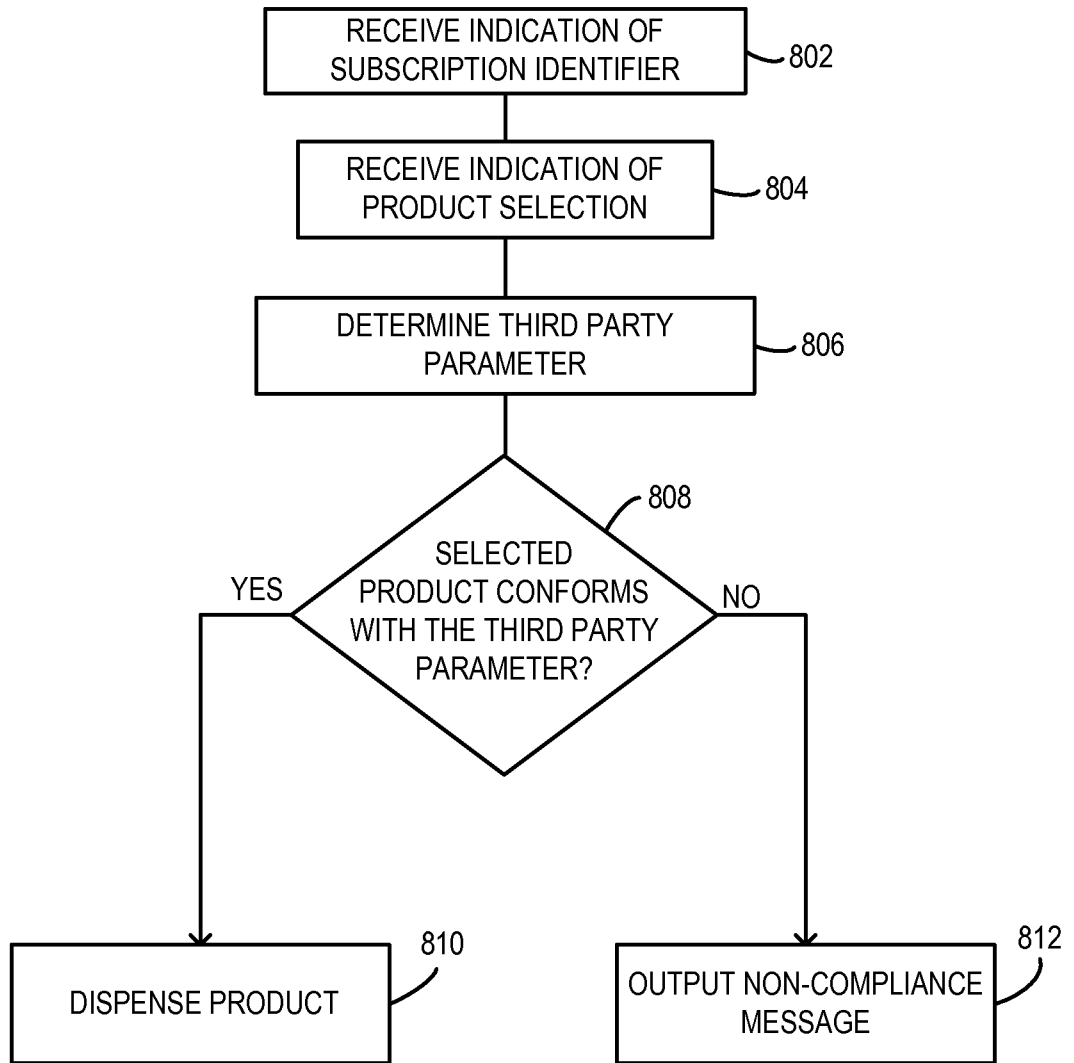 RECEIVE INDICATION OF
SUBSCRIPTION IDENTIFIER
802
RECEIVE INDICATION OF
PRODUCT SELECTION
804
DETERMINE THIRD PARTY
PARAMETER
806
808
SELECTED
PRODUCT CONFORMS
WITH THE THIRD PARTY
PARAMETER?
YES
NO
810
DISPENSE PRODUCT
812
OUTPUT NON-COMPLIANCE
MESSAGE